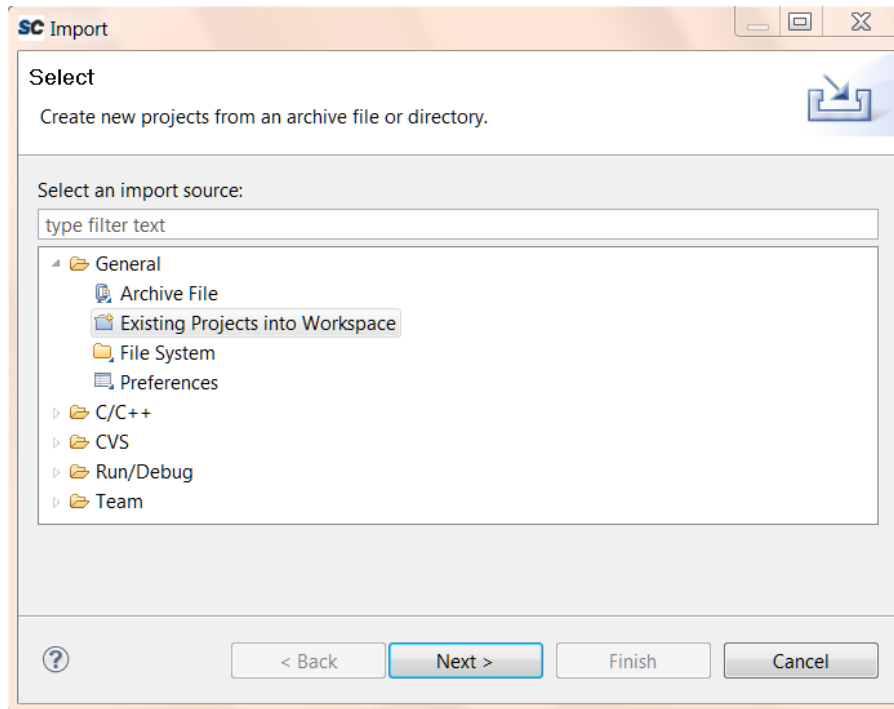 SC Import
Select
Create new projects from an archive file or directory.
Select an import source:
type filter text
General
Archive File
Existing Projects into Workspace
File System
Preferences
C/C++
CVS
Run/Debug
Team
? < Back Next > Finish Cancel